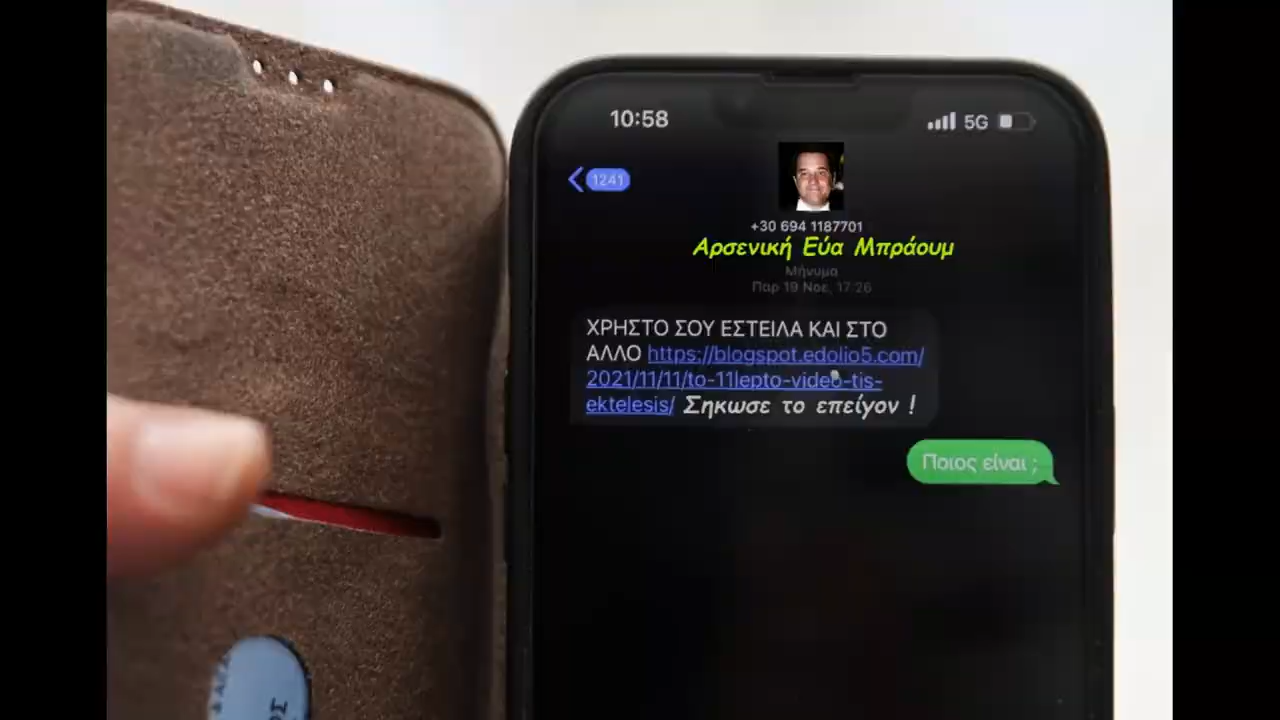 10:58
5G
1241
+30 694 1187701
Αρσενική Εύα Μπράουμ
Μήνυμα
Παρ 19 Νοε, 17:26
ΧΡΗΣΤΟ ΣΟΥ ΕΣΤΕΙΛΑ ΚΑΙ ΣΤΟ
ΑΛΛΟ https://blogspot.edolio5.com/
2021/11/11/to-11lepto-video-tis-
ektelesis/ Σηκωσε το επείγον !
Ποιος είναι ;